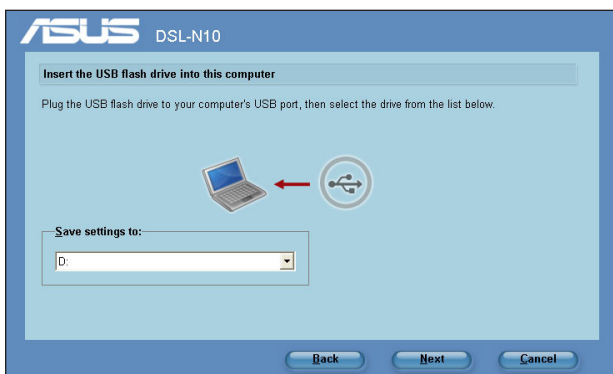 ASUS DSL-N10
Insert the USB flash drive into this computer
Plug the USB flash drive to your computer's USB port, then select the drive from the list below.
Save settings to:
D:
Back Next Cancel